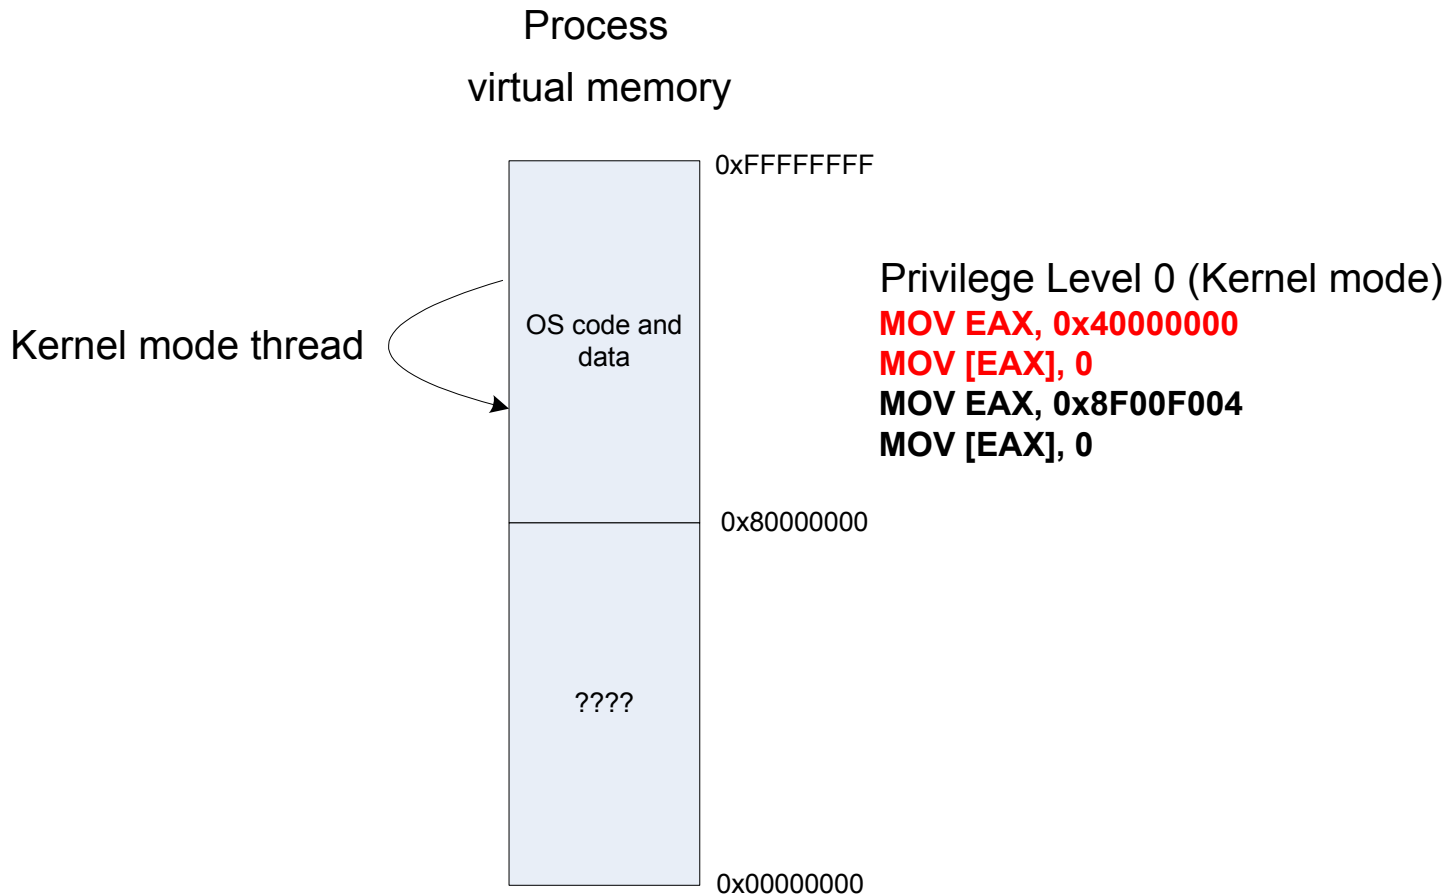 Process
virtual memory
0xFFFFFFFF
Privilege Level 0 (Kernel mode)
MOV EAX, 0x40000000
MOV [EAX], 0
MOV EAX, 0x8F00F004
MOV [EAX], 0
Kernel mode thread
OS code and
data
0x80000000
????
0x00000000